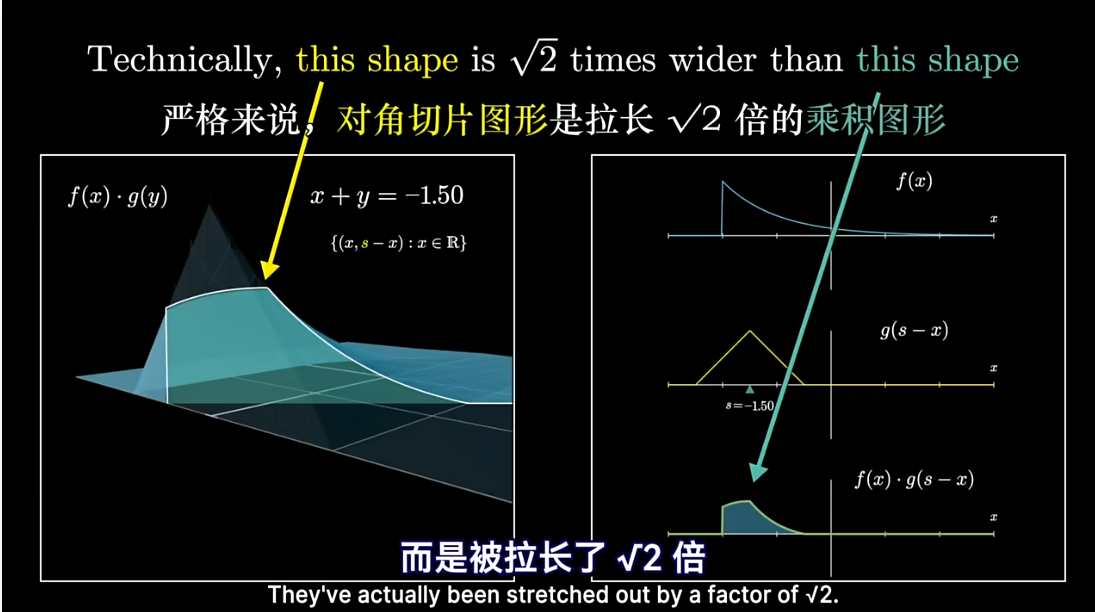 Technically, this shape is √2 times wider than this shape
严格来说，对角切片图形是拉长 √2 倍的乘积图形
f(x) · g(y)
x + y = −1.50
{(x, s − x) : x ∈ ℝ}
f(x)
x
g(s − x)
x
s=−1.50
f(x) · g(s − x)
x
而是被拉长了 √2 倍
They've actually been stretched out by a factor of √2.